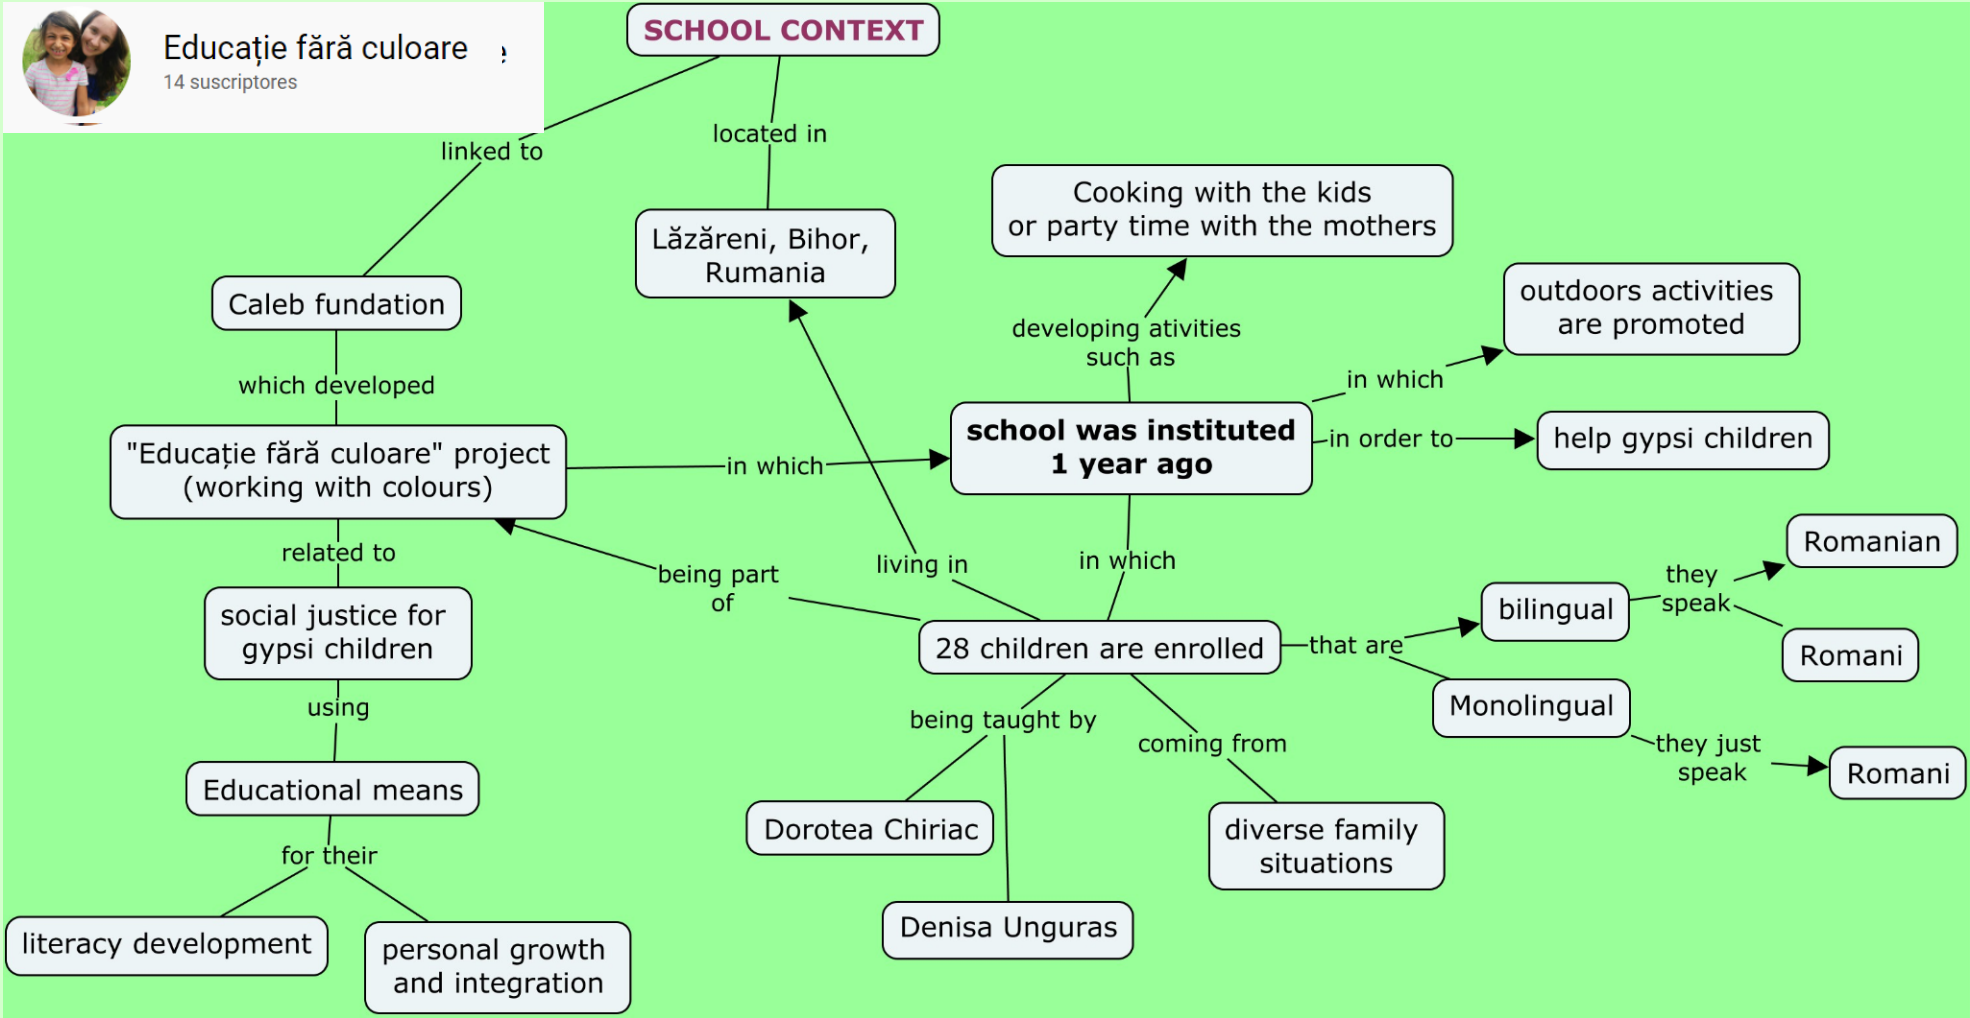 Educație fără culoare
14 suscriptores
SCHOOL CONTEXT
linked to
located in
Lăzăreni, Bihor,
Rumania
Cooking with the kids
or party time with the mothers
Caleb fundation
developing ativities
such as
outdoors activities
are promoted
in which
which developed
"Educație fără culoare" project
(working with colours)
in which
school was instituted
1 year ago
in order to
help gypsi children
related to
being part
of
living in
in which
social justice for
gypsi children
28 children are enrolled
that are
bilingual
they
speak
Romanian
Romani
Monolingual
they just
speak
Romani
using
Educational means
being taught by
coming from
Dorotea Chiriac
Denisa Unguras
diverse family
situations
for their
literacy development
personal growth
and integration